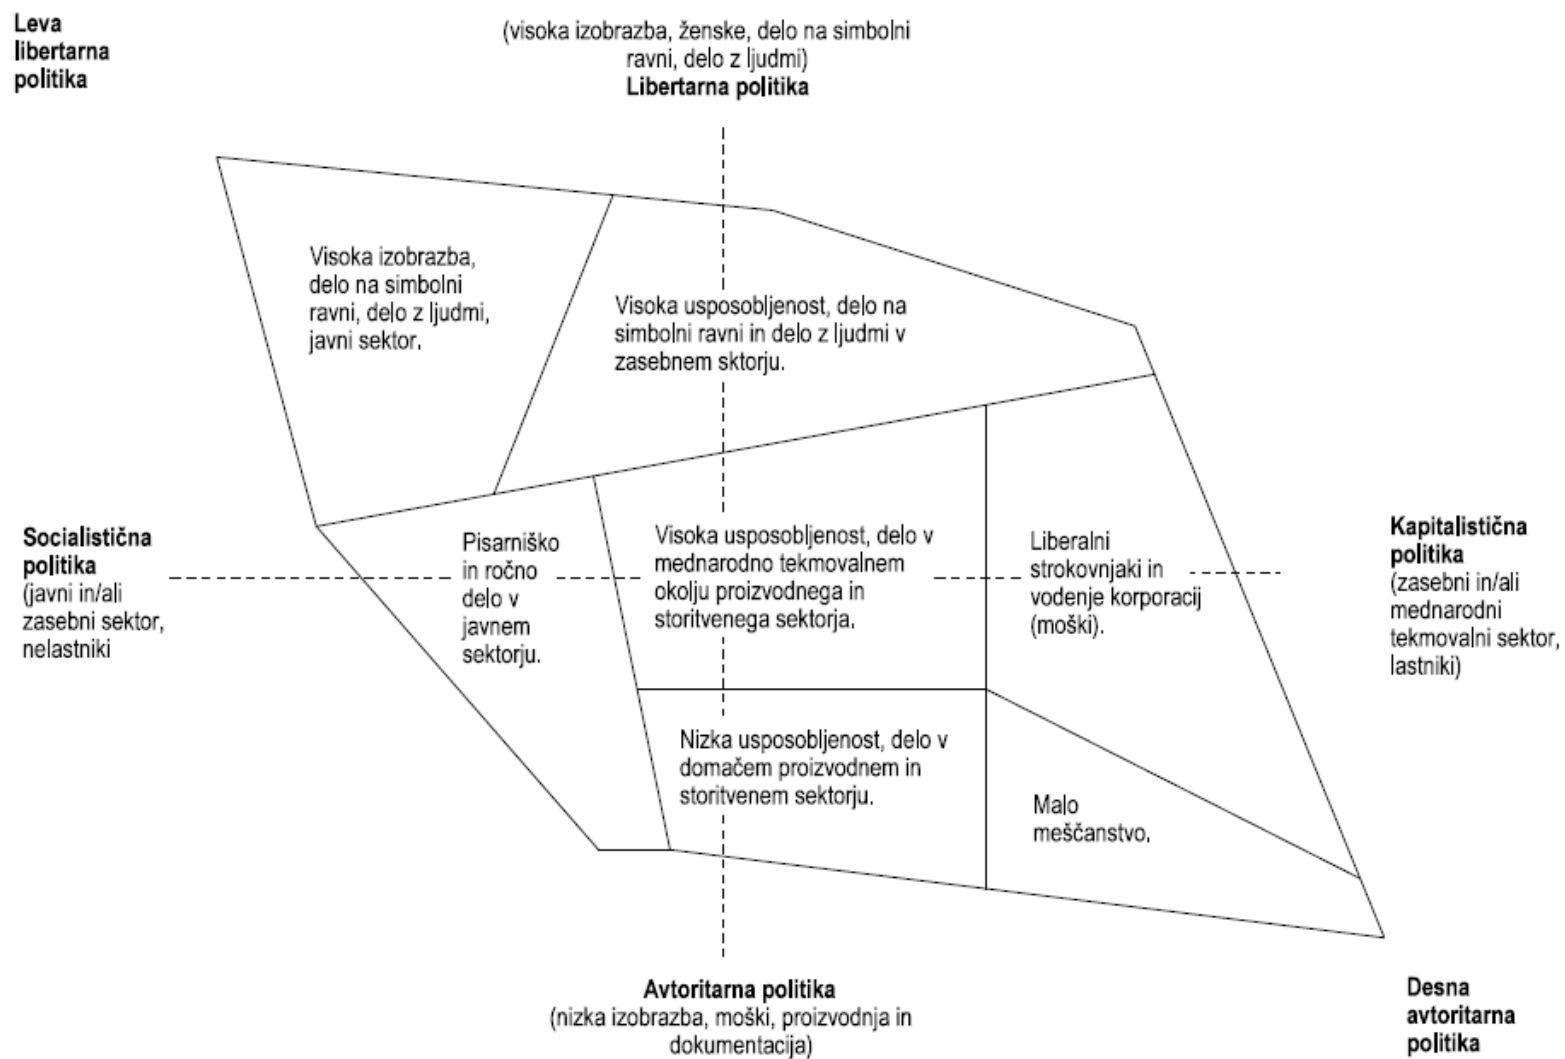 Leva
libertarna
politika
(visoka izobrazba, ženske, delo na simbolni
ravni, delo z ljudmi)
Libertarna politika
Visoka izobrazba,
delo na simbolni
ravni, delo z ljudmi,
javni sektor.
Visoka usposobljenost, delo na
simbolni ravni in delo z ljudmi v
zasebnem sktorju.
Socialistična
politika
(javni in/ali
zasebni sektor,
nelastniki
Pisarniško
in ročno
delo v
javnem
sektorju.
Visoka usposobljenost, delo v
mednarodno tekmovalnem
okolju proizvodnega in
storitvenega sektorja.
Liberalni
strokovnjaki in
vodenje korporacij
(moški).
Kapitalistična
politika
(zasebni in/ali
mednarodni
tekmovalni sektor,
lastniki)
Nizka usposobljenost, delo v
domačem proizvodnem in
storitvenem sektorju.
Malo
meščanstvo.
Avtoritarna politika
(nizka izobrazba, moški, proizvodnja in
dokumentacija)
Desna
avtoritarna
politika